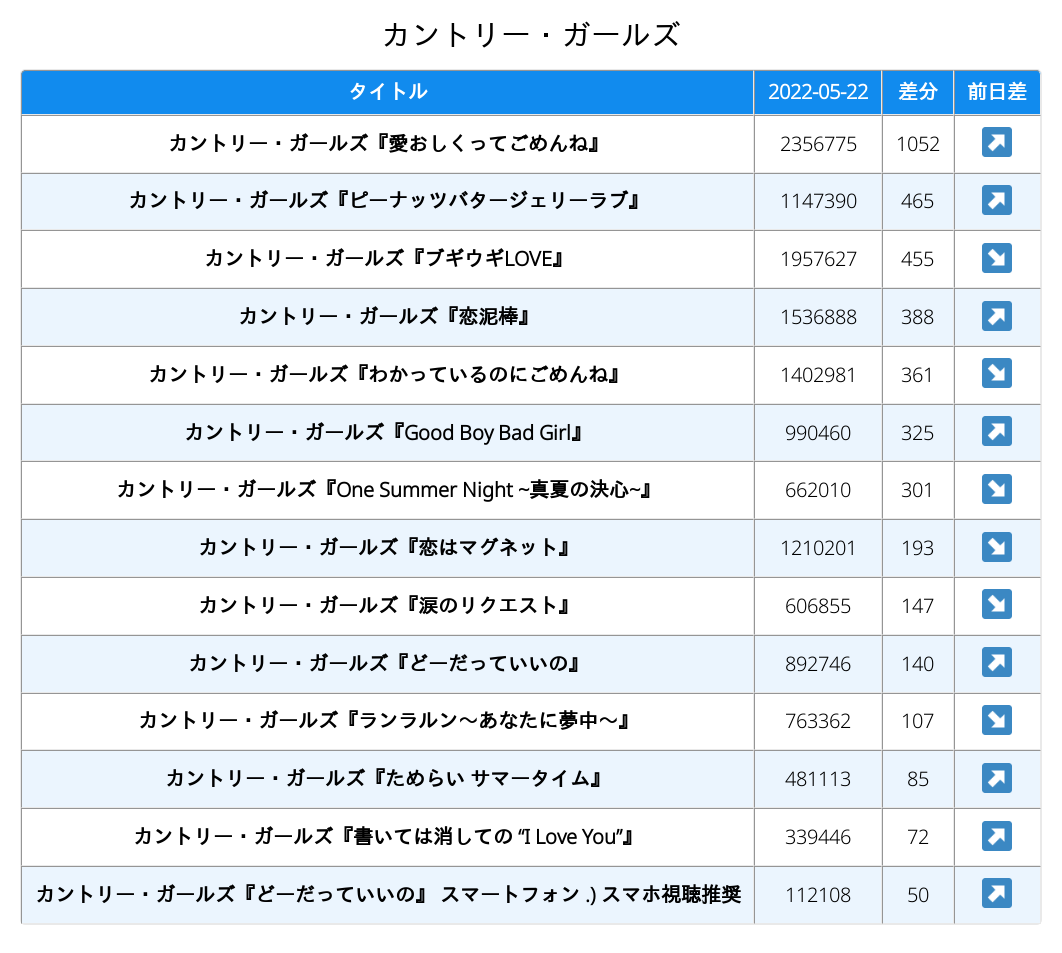 カントリー・ガールズ
タイトル 2022-05-22 差分 前日差
カントリー・ガールズ『愛おしくってごめんね』 2356775 1052
カントリー・ガールズ『ピーナッツバタージェリーラブ』 1147390 465
カントリー・ガールズ『ブギウギLOVE』 1957627 455
カントリー・ガールズ『恋泥棒』 1536888 388
カントリー・ガールズ『わかっているのにごめんね』 1402981 361
カントリー・ガールズ『Good Boy Bad Girl』 990460 325
カントリー・ガールズ『One Summer Night ~真夏の決心~』 662010 301
カントリー・ガールズ『恋はマグネット』 1210201 193
カントリー・ガールズ『涙のリクエスト』 606855 147
カントリー・ガールズ『どーだっていいの』 892746 140
カントリー・ガールズ『ランラルン〜あなたに夢中〜』 763362 107
カントリー・ガールズ『ためらい サマータイム』 481113 85
カントリー・ガールズ『書いては消しての “I Love You”』 339446 72
カントリー・ガールズ『どーだっていいの』 スマートフォン .) スマホ視聴推奨 112108 50